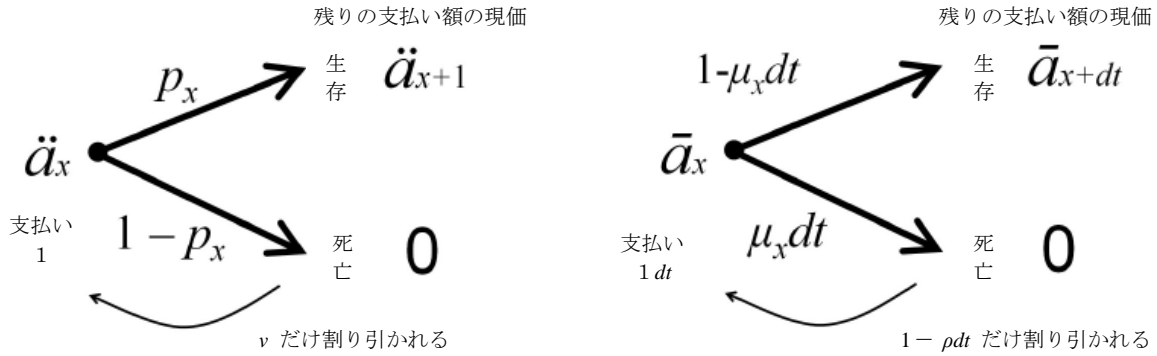 残りの支払い額の現価
p_x
生存
ä_{x+1}
ä_x
支払い
1
1 − p_x
死亡
0
v だけ割り引かれる
残りの支払い額の現価
1-μ_x dt
生存
ā_{x+dt}
ā_x
支払い
1 dt
μ_x dt
死亡
0
1− ρdt だけ割り引かれる